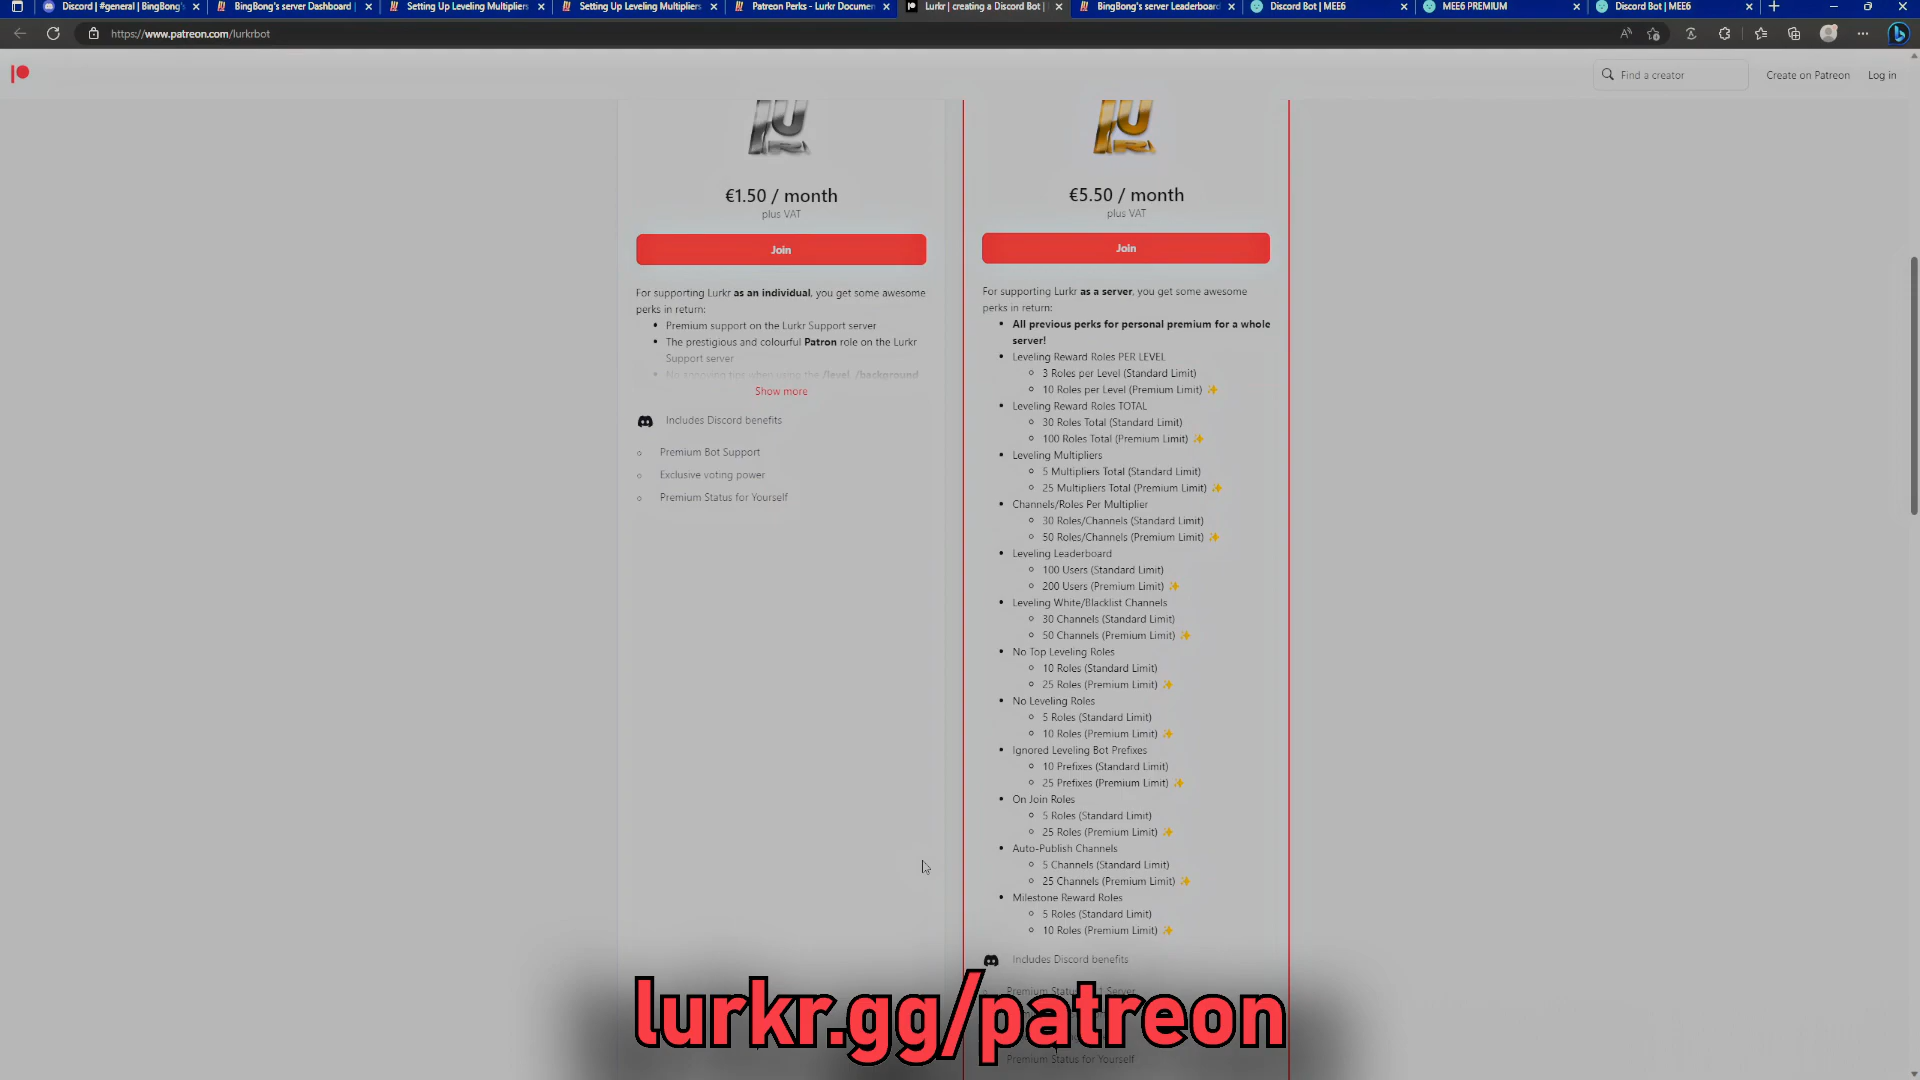 Discord | #general | BingBong's
BingBong's server Dashboard |
Setting Up Leveling Multipliers
Setting Up Leveling Multipliers
Patreon Perks - Lurkr Documen
Lurkr | creating a Discord Bot |
BingBong's server Leaderboard
Discord Bot | MEE6
MEE6 PREMIUM
Discord Bot | MEE6
https://www.patreon.com/lurkrbot
Find a creator
Create on Patreon
Log in
€1.50 / month
plus VAT
Join
For supporting Lurkr as an individual, you get some awesome
perks in return:
Premium support on the Lurkr Support server
The prestigious and colourful Patron role on the Lurkr
Support server
No annoying tips when using the /level, /background
Show more
Includes Discord benefits
Premium Bot Support
Exclusive voting power
Premium Status for Yourself
€5.50 / month
plus VAT
Join
For supporting Lurkr as a server, you get some awesome
perks in return:
All previous perks for personal premium for a whole
server!
Leveling Reward Roles PER LEVEL
3 Roles per Level (Standard Limit)
10 Roles per Level (Premium Limit) ✨
Leveling Reward Roles TOTAL
30 Roles Total (Standard Limit)
100 Roles Total (Premium Limit) ✨
Leveling Multipliers
5 Multipliers Total (Standard Limit)
25 Multipliers Total (Premium Limit) ✨
Channels/Roles Per Multiplier
30 Roles/Channels (Standard Limit)
50 Roles/Channels (Premium Limit) ✨
Leveling Leaderboard
100 Users (Standard Limit)
200 Users (Premium Limit) ✨
Leveling White/Blacklist Channels
30 Channels (Standard Limit)
50 Channels (Premium Limit) ✨
No Top Leveling Roles
10 Roles (Standard Limit)
25 Roles (Premium Limit) ✨
No Leveling Roles
5 Roles (Standard Limit)
10 Roles (Premium Limit) ✨
Ignored Leveling Bot Prefixes
10 Prefixes (Standard Limit)
25 Prefixes (Premium Limit) ✨
On Join Roles
5 Roles (Standard Limit)
25 Roles (Premium Limit) ✨
Auto-Publish Channels
5 Channels (Standard Limit)
25 Channels (Premium Limit) ✨
Milestone Reward Roles
5 Roles (Standard Limit)
10 Roles (Premium Limit) ✨
Includes Discord benefits
Premium Status 1 Server
lurkr.gg/patreon
Premium Status for Yourself